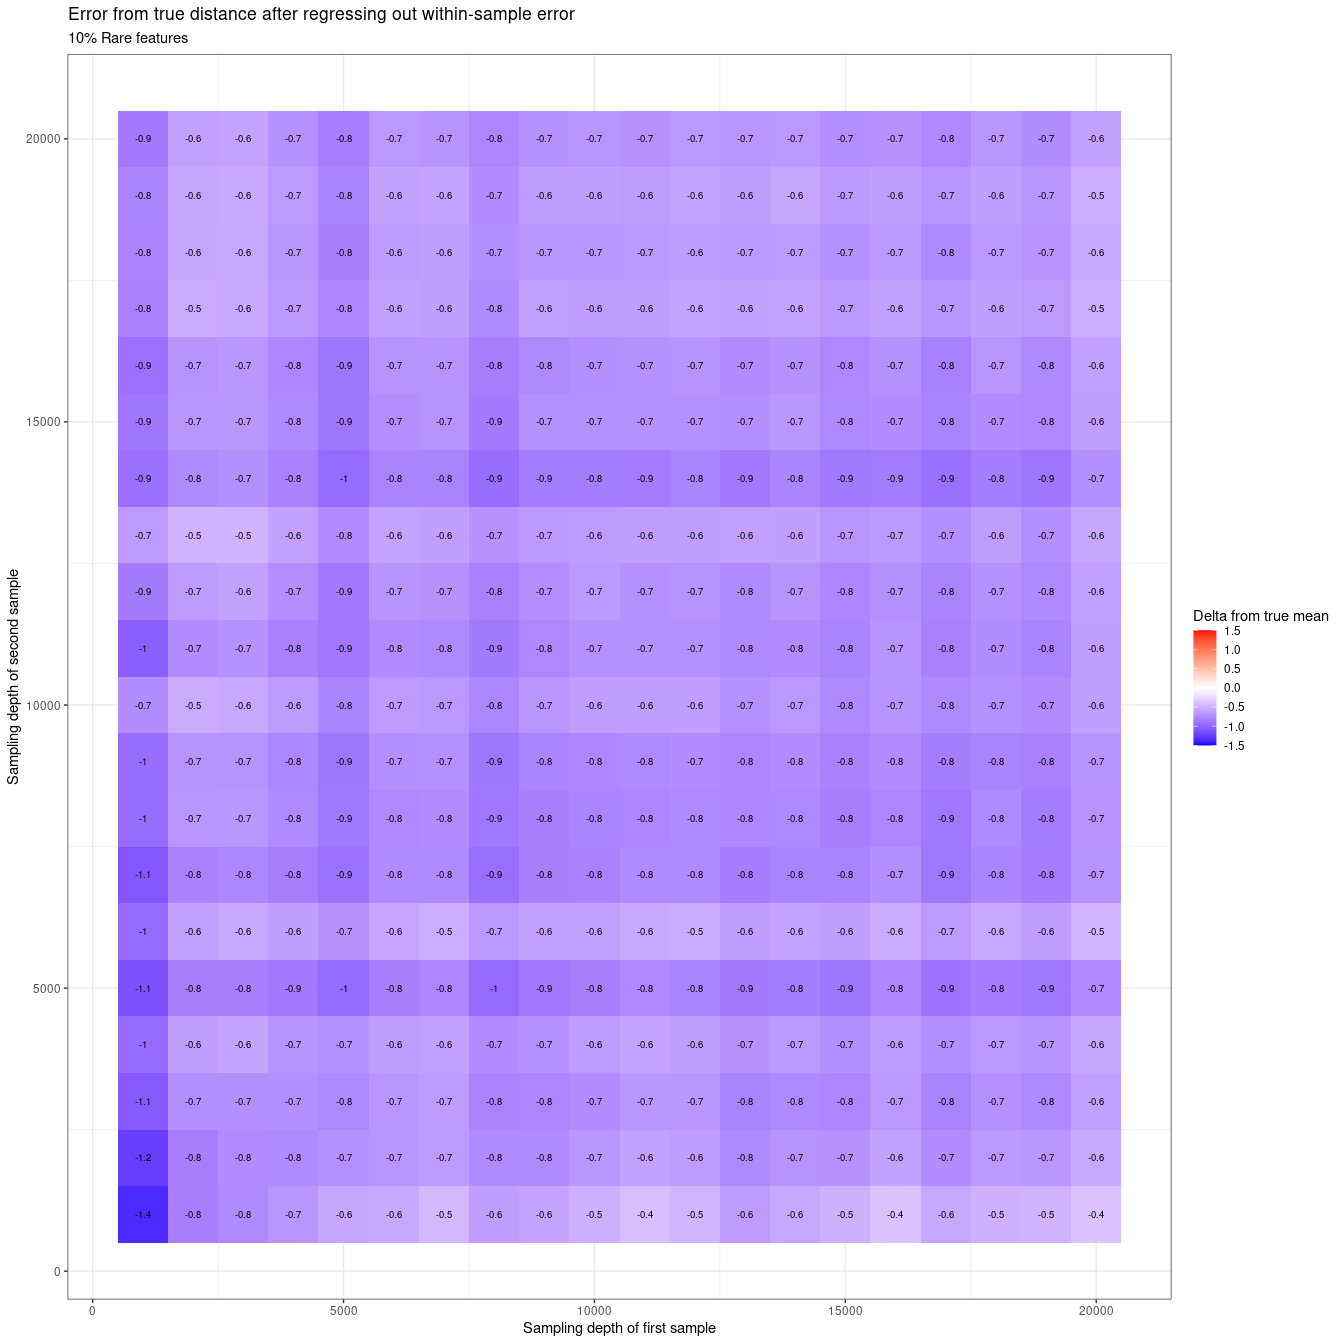 Error from true distance after regressing out within-sample error
10% Rare features
20000
15000
10000
5000
0
Sampling depth of second sample
-0.9 -0.6 -0.6 -0.7 -0.8 -0.7 -0.7 -0.8 -0.7 -0.7 -0.7 -0.7 -0.7 -0.7 -0.7 -0.7 -0.8 -0.7 -0.7 -0.6
-0.8 -0.6 -0.6 -0.7 -0.8 -0.6 -0.6 -0.7 -0.6 -0.6 -0.6 -0.6 -0.6 -0.6 -0.7 -0.6 -0.7 -0.6 -0.7 -0.5
-0.8 -0.6 -0.6 -0.7 -0.8 -0.6 -0.6 -0.7 -0.7 -0.7 -0.7 -0.6 -0.7 -0.7 -0.7 -0.7 -0.8 -0.7 -0.7 -0.6
-0.8 -0.5 -0.6 -0.7 -0.8 -0.6 -0.6 -0.8 -0.6 -0.6 -0.6 -0.6 -0.6 -0.6 -0.7 -0.6 -0.7 -0.6 -0.7 -0.5
-0.9 -0.7 -0.7 -0.8 -0.9 -0.7 -0.7 -0.8 -0.8 -0.7 -0.7 -0.7 -0.7 -0.7 -0.8 -0.7 -0.8 -0.7 -0.8 -0.6
-0.9 -0.7 -0.7 -0.8 -0.9 -0.7 -0.7 -0.9 -0.7 -0.7 -0.7 -0.7 -0.7 -0.7 -0.8 -0.7 -0.8 -0.7 -0.8 -0.6
-0.9 -0.8 -0.7 -0.8 -1 -0.8 -0.8 -0.9 -0.9 -0.8 -0.9 -0.8 -0.9 -0.8 -0.9 -0.9 -0.9 -0.8 -0.9 -0.7
-0.7 -0.5 -0.5 -0.6 -0.8 -0.6 -0.6 -0.7 -0.7 -0.6 -0.6 -0.6 -0.6 -0.6 -0.7 -0.7 -0.7 -0.6 -0.7 -0.6
-0.9 -0.7 -0.6 -0.7 -0.9 -0.7 -0.7 -0.8 -0.7 -0.7 -0.7 -0.7 -0.8 -0.7 -0.8 -0.7 -0.8 -0.7 -0.8 -0.6
-1 -0.7 -0.7 -0.8 -0.9 -0.8 -0.8 -0.9 -0.8 -0.7 -0.7 -0.7 -0.8 -0.8 -0.8 -0.7 -0.8 -0.7 -0.8 -0.6
-0.7 -0.5 -0.6 -0.6 -0.8 -0.7 -0.7 -0.8 -0.7 -0.6 -0.6 -0.6 -0.7 -0.7 -0.8 -0.7 -0.8 -0.7 -0.7 -0.6
-1 -0.7 -0.7 -0.8 -0.9 -0.7 -0.7 -0.9 -0.8 -0.8 -0.8 -0.7 -0.8 -0.8 -0.8 -0.8 -0.8 -0.8 -0.8 -0.7
-1 -0.7 -0.7 -0.8 -0.9 -0.8 -0.8 -0.9 -0.8 -0.8 -0.8 -0.8 -0.8 -0.8 -0.8 -0.8 -0.9 -0.8 -0.8 -0.7
-1.1 -0.8 -0.8 -0.8 -0.9 -0.8 -0.8 -0.9 -0.8 -0.8 -0.8 -0.8 -0.8 -0.8 -0.8 -0.7 -0.9 -0.8 -0.8 -0.7
-1 -0.6 -0.6 -0.6 -0.7 -0.6 -0.5 -0.7 -0.6 -0.6 -0.6 -0.5 -0.6 -0.6 -0.6 -0.6 -0.7 -0.6 -0.6 -0.5
-1.1 -0.8 -0.8 -0.9 -1 -0.8 -0.8 -1 -0.9 -0.8 -0.8 -0.8 -0.9 -0.8 -0.9 -0.8 -0.9 -0.8 -0.9 -0.7
-1 -0.6 -0.6 -0.7 -0.7 -0.6 -0.6 -0.7 -0.7 -0.6 -0.6 -0.6 -0.7 -0.7 -0.7 -0.6 -0.7 -0.7 -0.7 -0.6
-1.1 -0.7 -0.7 -0.7 -0.8 -0.7 -0.7 -0.8 -0.8 -0.7 -0.7 -0.7 -0.8 -0.8 -0.8 -0.7 -0.8 -0.7 -0.8 -0.6
-1.2 -0.8 -0.8 -0.8 -0.7 -0.7 -0.7 -0.8 -0.8 -0.7 -0.6 -0.6 -0.8 -0.7 -0.7 -0.6 -0.7 -0.7 -0.7 -0.6
-1.4 -0.8 -0.8 -0.7 -0.6 -0.6 -0.5 -0.6 -0.6 -0.5 -0.4 -0.5 -0.6 -0.6 -0.5 -0.4 -0.6 -0.5 -0.5 -0.4
0 5000 10000 15000 20000
Sampling depth of first sample
Delta from true mean
1.5
1.0
0.5
0.0
-0.5
-1.0
-1.5